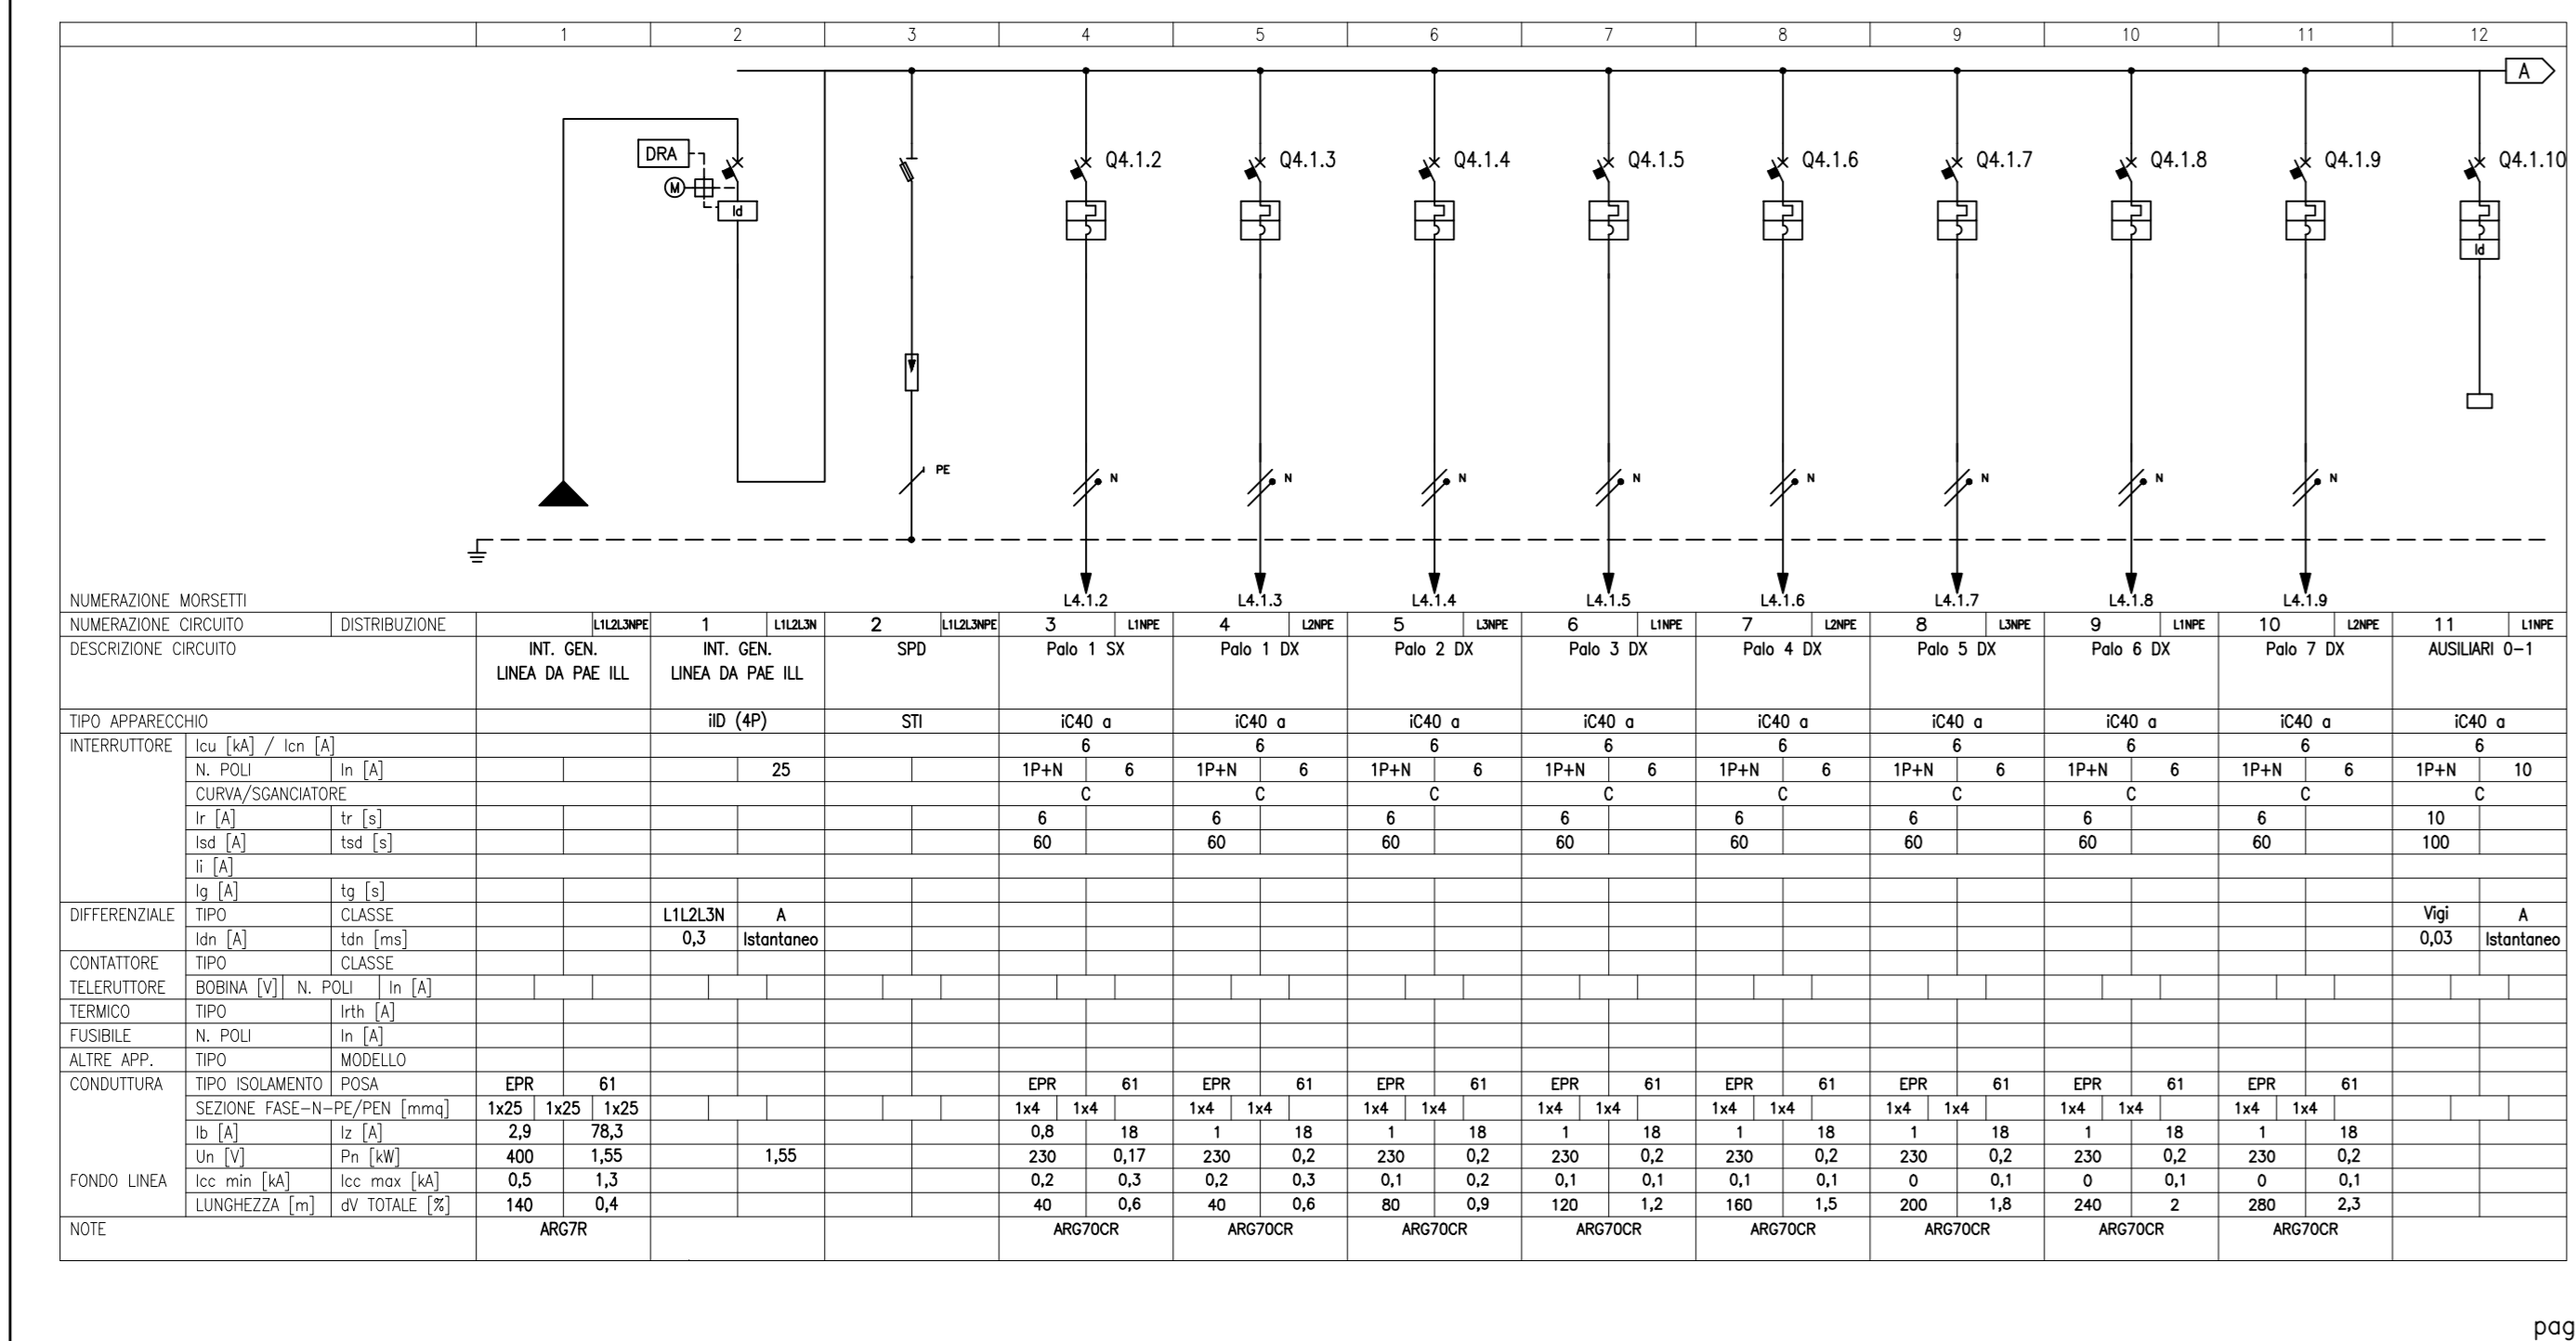 1 2 3 4 5 6 7 8 9 10 11 12
A
DRA Q4.1.2 Q4.1.3 Q4.1.4 Q4.1.5 Q4.1.6 Q4.1.7 Q4.1.8 Q4.1.9 Q4.1.10
M
Id
Id
PE N N N N N N N N
NUMERAZIONE MORSETTI L4.1.2 L4.1.3 L4.1.4 L4.1.5 L4.1.6 L4.1.7 L4.1.8 L4.1.9
NUMERAZIONE CIRCUITO DISTRIBUZIONE L1L2L3NPE 1 L1L2L3N 2 L1L2L3NPE 3 L1NPE 4 L2NPE 5 L3NPE 6 L1NPE 7 L2NPE 8 L3NPE 9 L1NPE 10 L2NPE 11 L1NPE
DESCRIZIONE CIRCUITO INT. GEN. INT. GEN. SPD Palo 1 SX Palo 1 DX Palo 2 DX Palo 3 DX Palo 4 DX Palo 5 DX Palo 6 DX Palo 7 DX AUSILIARI 0-1
LINEA DA PAE ILL LINEA DA PAE ILL
TIPO APPARECCHIO iID (4P) STI iC40 a iC40 a iC40 a iC40 a iC40 a iC40 a iC40 a iC40 a iC40 a
INTERRUTTORE Icu [kA] / Icn [A] 6 6 6 6 6 6 6 6 6
N. POLI In [A] 25 1P+N 6 1P+N 6 1P+N 6 1P+N 6 1P+N 6 1P+N 6 1P+N 6 1P+N 6 1P+N 10
CURVA/SGANCIATORE C C C C C C C C C
Ir [A] tr [s] 6 6 6 6 6 6 6 6 10
Isd [A] tsd [s] 60 60 60 60 60 60 60 60 100
Ii [A]
Ig [A] tg [s]
DIFFERENZIALE TIPO CLASSE L1L2L3N A Vigi A
Idn [A] tdn [ms] 0,3 Istantaneo 0,03 Istantaneo
CONTATTORE TIPO CLASSE
TELERUTTORE BOBINA [V] N. POLI In [A]
TERMICO TIPO Irth [A]
FUSIBILE N. POLI In [A]
ALTRE APP. TIPO MODELLO
CONDUTTURA TIPO ISOLAMENTO POSA EPR 61 EPR 61 EPR 61 EPR 61 EPR 61 EPR 61 EPR 61 EPR 61 EPR 61
SEZIONE FASE-N-PE/PEN [mmq] 1x25 1x25 1x25 1x4 1x4 1x4 1x4 1x4 1x4 1x4 1x4 1x4 1x4 1x4 1x4 1x4 1x4 1x4 1x4
Ib [A] Iz [A] 2,9 78,3 0,8 18 1 18 1 18 1 18 1 18 1 18 1 18 1 18
Un [V] Pn [kW] 400 1,55 1,55 230 0,17 230 0,2 230 0,2 230 0,2 230 0,2 230 0,2 230 0,2 230 0,2
FONDO LINEA Icc min [kA] Icc max [kA] 0,5 1,3 0,2 0,3 0,2 0,3 0,1 0,2 0,1 0,1 0,1 0,1 0 0,1 0 0,1 0 0,1
LUNGHEZZA [m] dV TOTALE [%] 140 0,4 40 0,6 40 0,6 80 0,9 120 1,2 160 1,5 200 1,8 240 2 280 2,3
NOTE ARG7R ARG7OCR ARG7OCR ARG7OCR ARG7OCR ARG7OCR ARG7OCR ARG7OCR ARG7OCR
pag